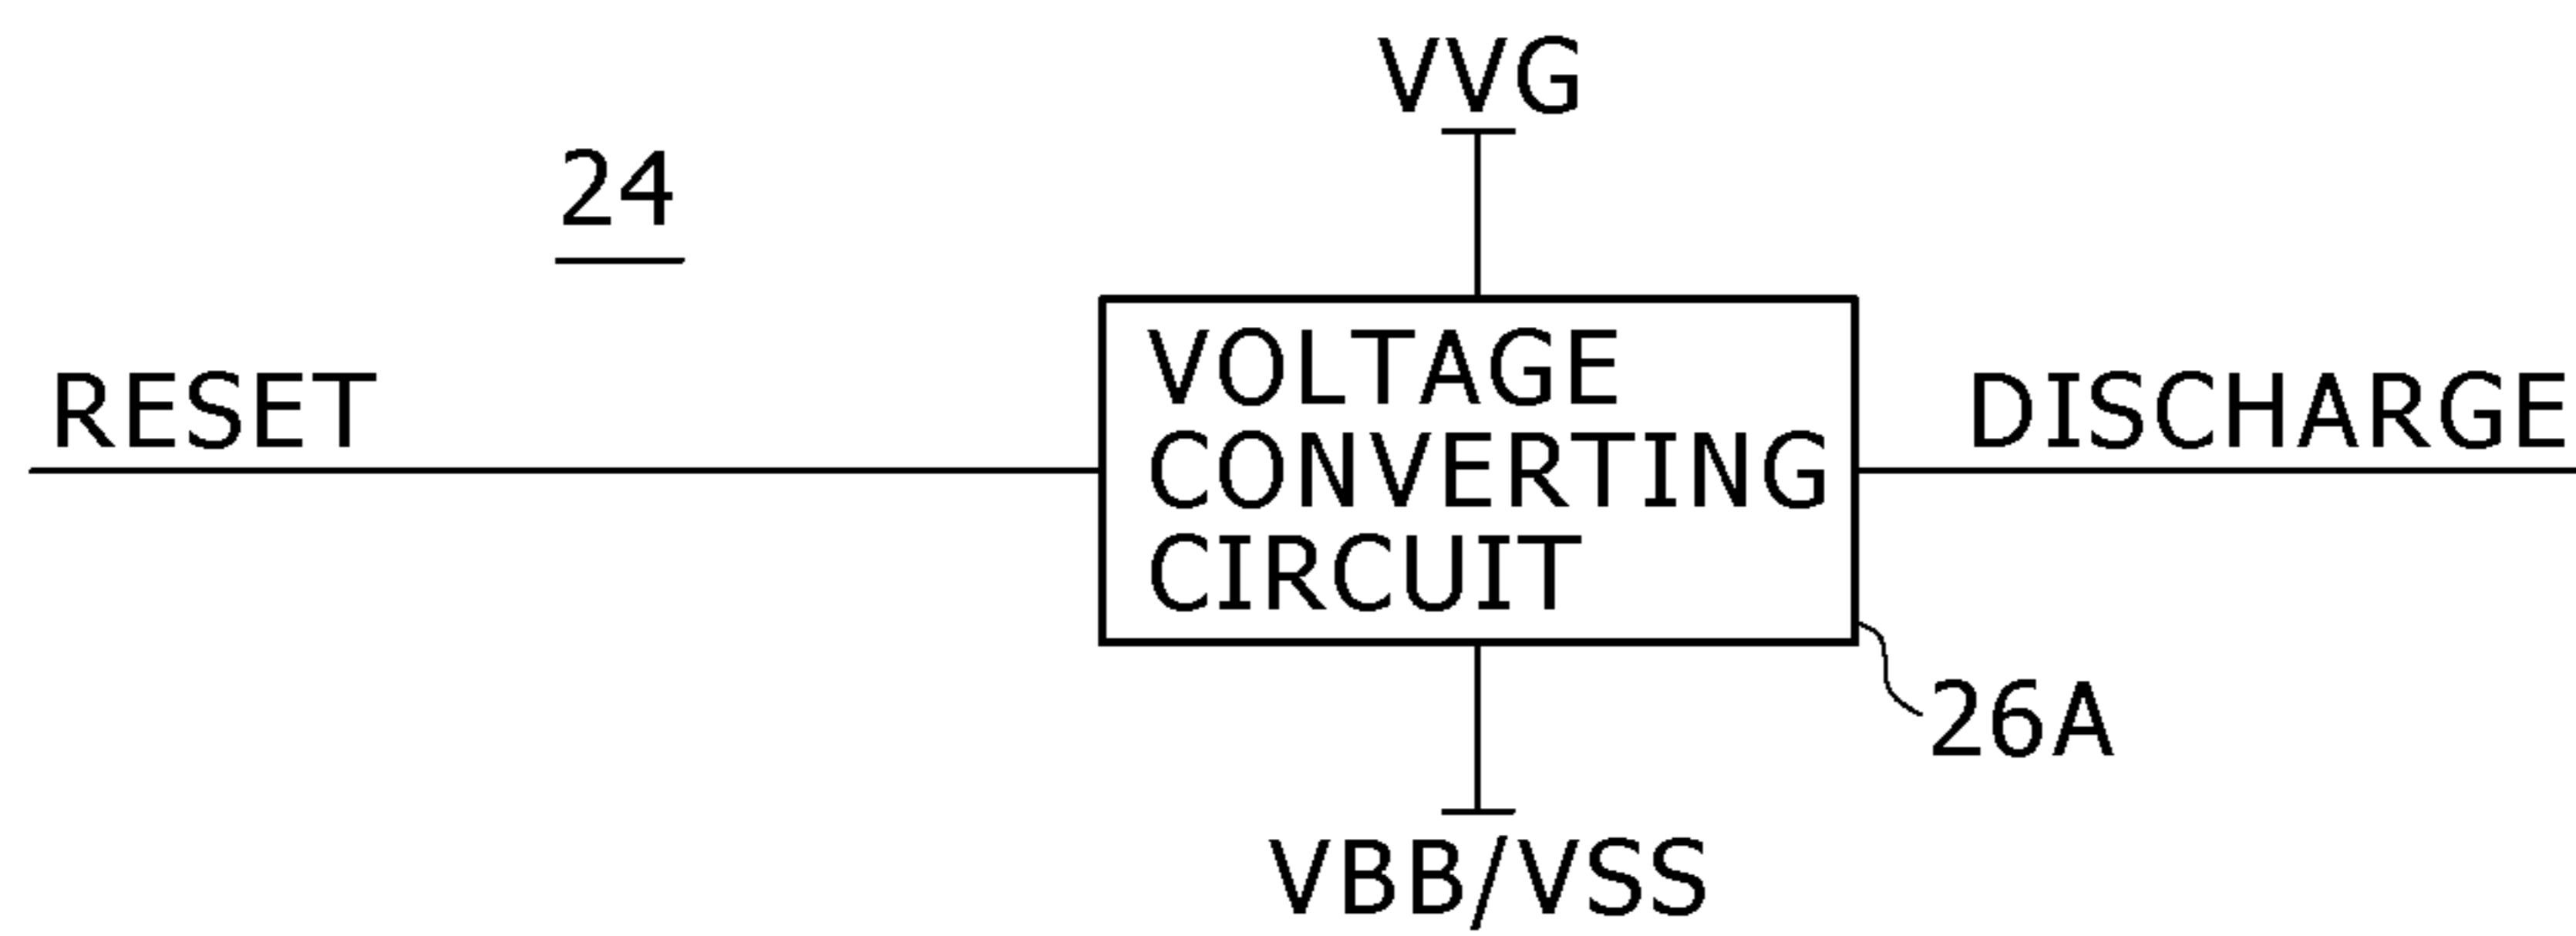 VVG
24
RESET
VOLTAGE
CONVERTING
CIRCUIT
DISCHARGE
26A
VBB/VSS